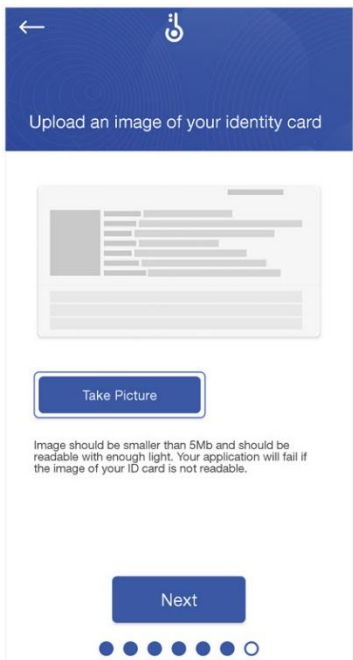 Upload an image of your identity card
Take Picture
Image should be smaller than 5Mb and should be
readable with enough light. Your application will fail if
the image of your ID card is not readable.
Next